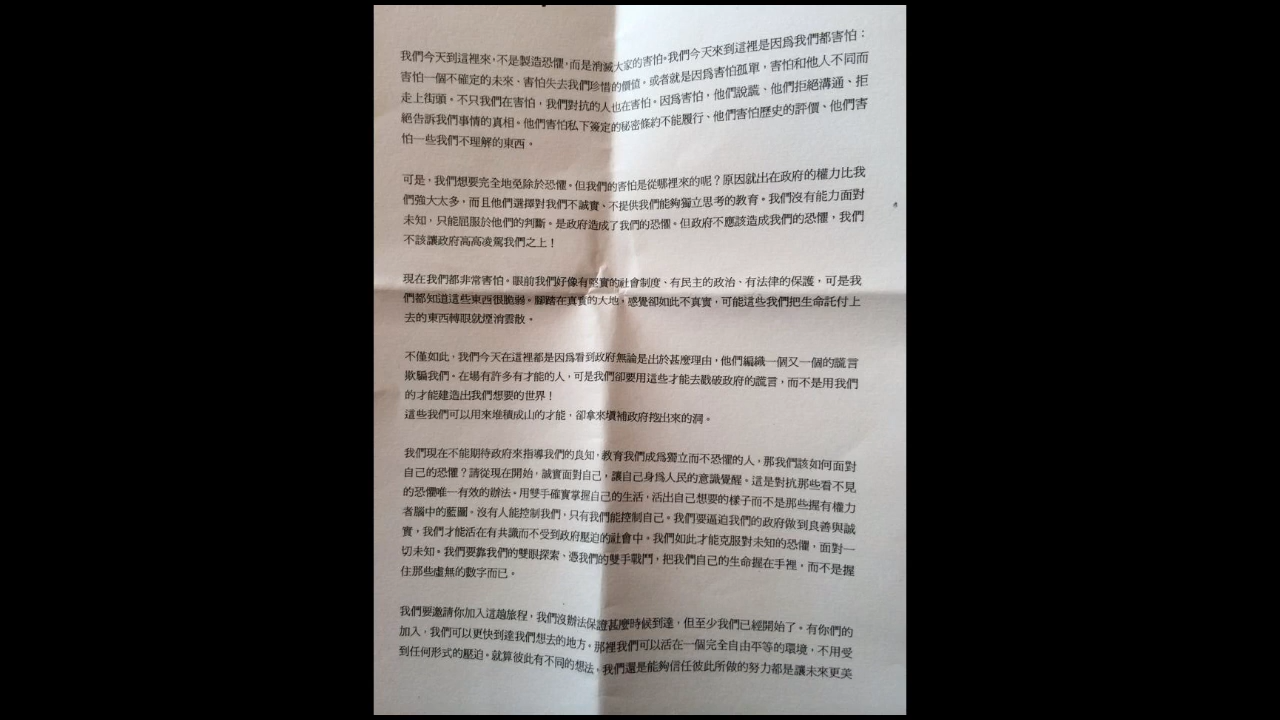 我們今天到這裡來，不是製造恐懼，而是消滅大家的害怕。我們今天來到這裡是因為我們都害怕：
害怕一個不確定的未來、害怕失去我們珍惜的價值，或者就是因為害怕孤單，害怕和他人不同而
走上街頭。不只我們在害怕，我們對抗的人也在害怕。因為害怕，他們說謊、他們拒絕溝通、拒
絕告訴我們事情的真相。他們害怕私下簽定的秘密條約不能履行、他們害怕歷史的評價、他們害
怕一些我們不理解的東西。
可是，我們想要完全地免除於恐懼。但我們的害怕是從哪裡來的呢？原因就出在政府的權力比我
們強大太多，而且他們選擇對我們不誠實、不提供我們能夠獨立思考的教育。我們沒有能力面對
未知，只能屈服於他們的判斷。是政府造成了我們的恐懼。但政府不應該造成我們的恐懼，我們
不該讓政府高高凌駕我們之上！
現在我們都非常害怕。眼前我們好像有堅實的社會制度、有民主的政治、有法律的保護，可是我
們都知道這些東西很脆弱。腳踏在真實的大地，感覺卻如此不真實，可能這些我們把生命託付上
去的東西轉眼就煙消雲散。
不僅如此，我們今天在這裡都是因為看到政府無論是出於甚麼理由，他們編織一個又一個的謊言
欺騙我們。在場有許多有才能的人，可是我們卻要用這些才能去戳破政府的謊言，而不是用我們
的才能建造出我們想要的世界！
這些我們可以用來堆積成山的才能，卻拿來填補政府挖出來的洞。
我們現在不能期待政府來指導我們的良知，教育我們成為獨立而不恐懼的人，那我們該如何面對
自己的恐懼？請從現在開始，誠實面對自己，讓自己身為人民的意識覺醒。這是對抗那些看不見
的恐懼唯一有效的辦法。用雙手確實掌握自己的生活，活出自己想要的樣子而不是那些握有權力
者腦中的藍圖。沒有人能控制我們，只有我們能控制自己。我們要逼迫我們的政府做到良善與誠
實，我們才能活在有共識而不受到政府壓迫的社會中。我們如此才能克服對未知的恐懼，面對一
切未知。我們要靠我們的雙眼探索、憑我們的雙手戰鬥，把我們自己的生命握在手裡，而不是握
住那些虛無的數字而已。
我們要邀請你加入這趟旅程，我們沒辦法保證甚麼時候到達，但至少我們已經開始了。有你們的
加入，我們可以更快到達我們想去的地方。那裡我們可以活在一個完全自由平等的環境，不用受
到任何形式的壓迫。就算彼此有不同的想法，我們還是能夠信任彼此所做的努力都是讓未來更美